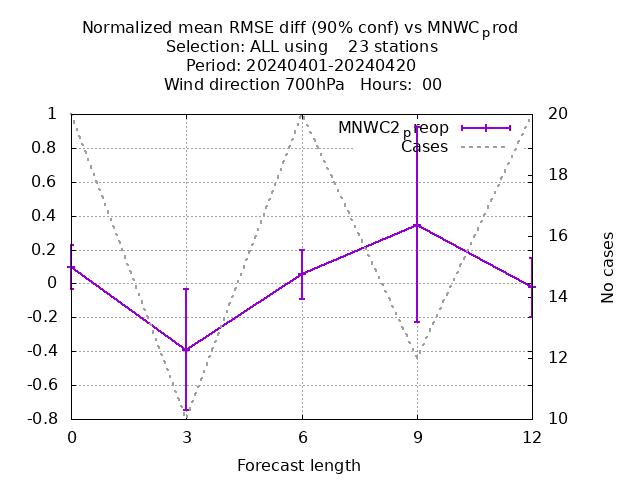 Normalized mean RMSE diff (90% conf) vs MNWCprod
Selection: ALL using    23 stations
Period: 20240401-20240420
Wind direction 700hPa   Hours:  00
MNWC2preop
Cases
1
0.8
0.6
0.4
0.2
0
-0.2
-0.4
-0.6
-0.8
20
18
16
14
12
10
No cases
0 3 6 9 12
Forecast length